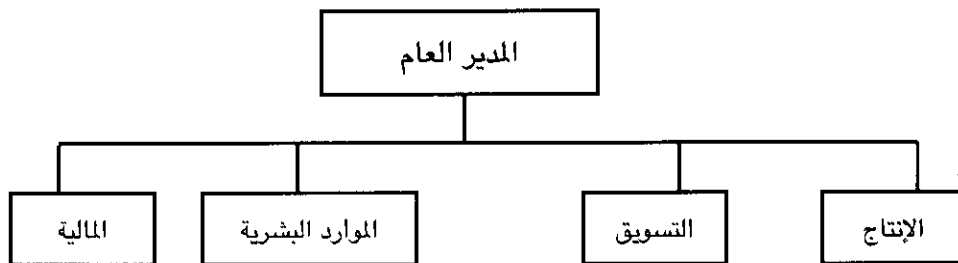 المدير العام
الإنتاج
التسويق
الموارد البشرية
المالية